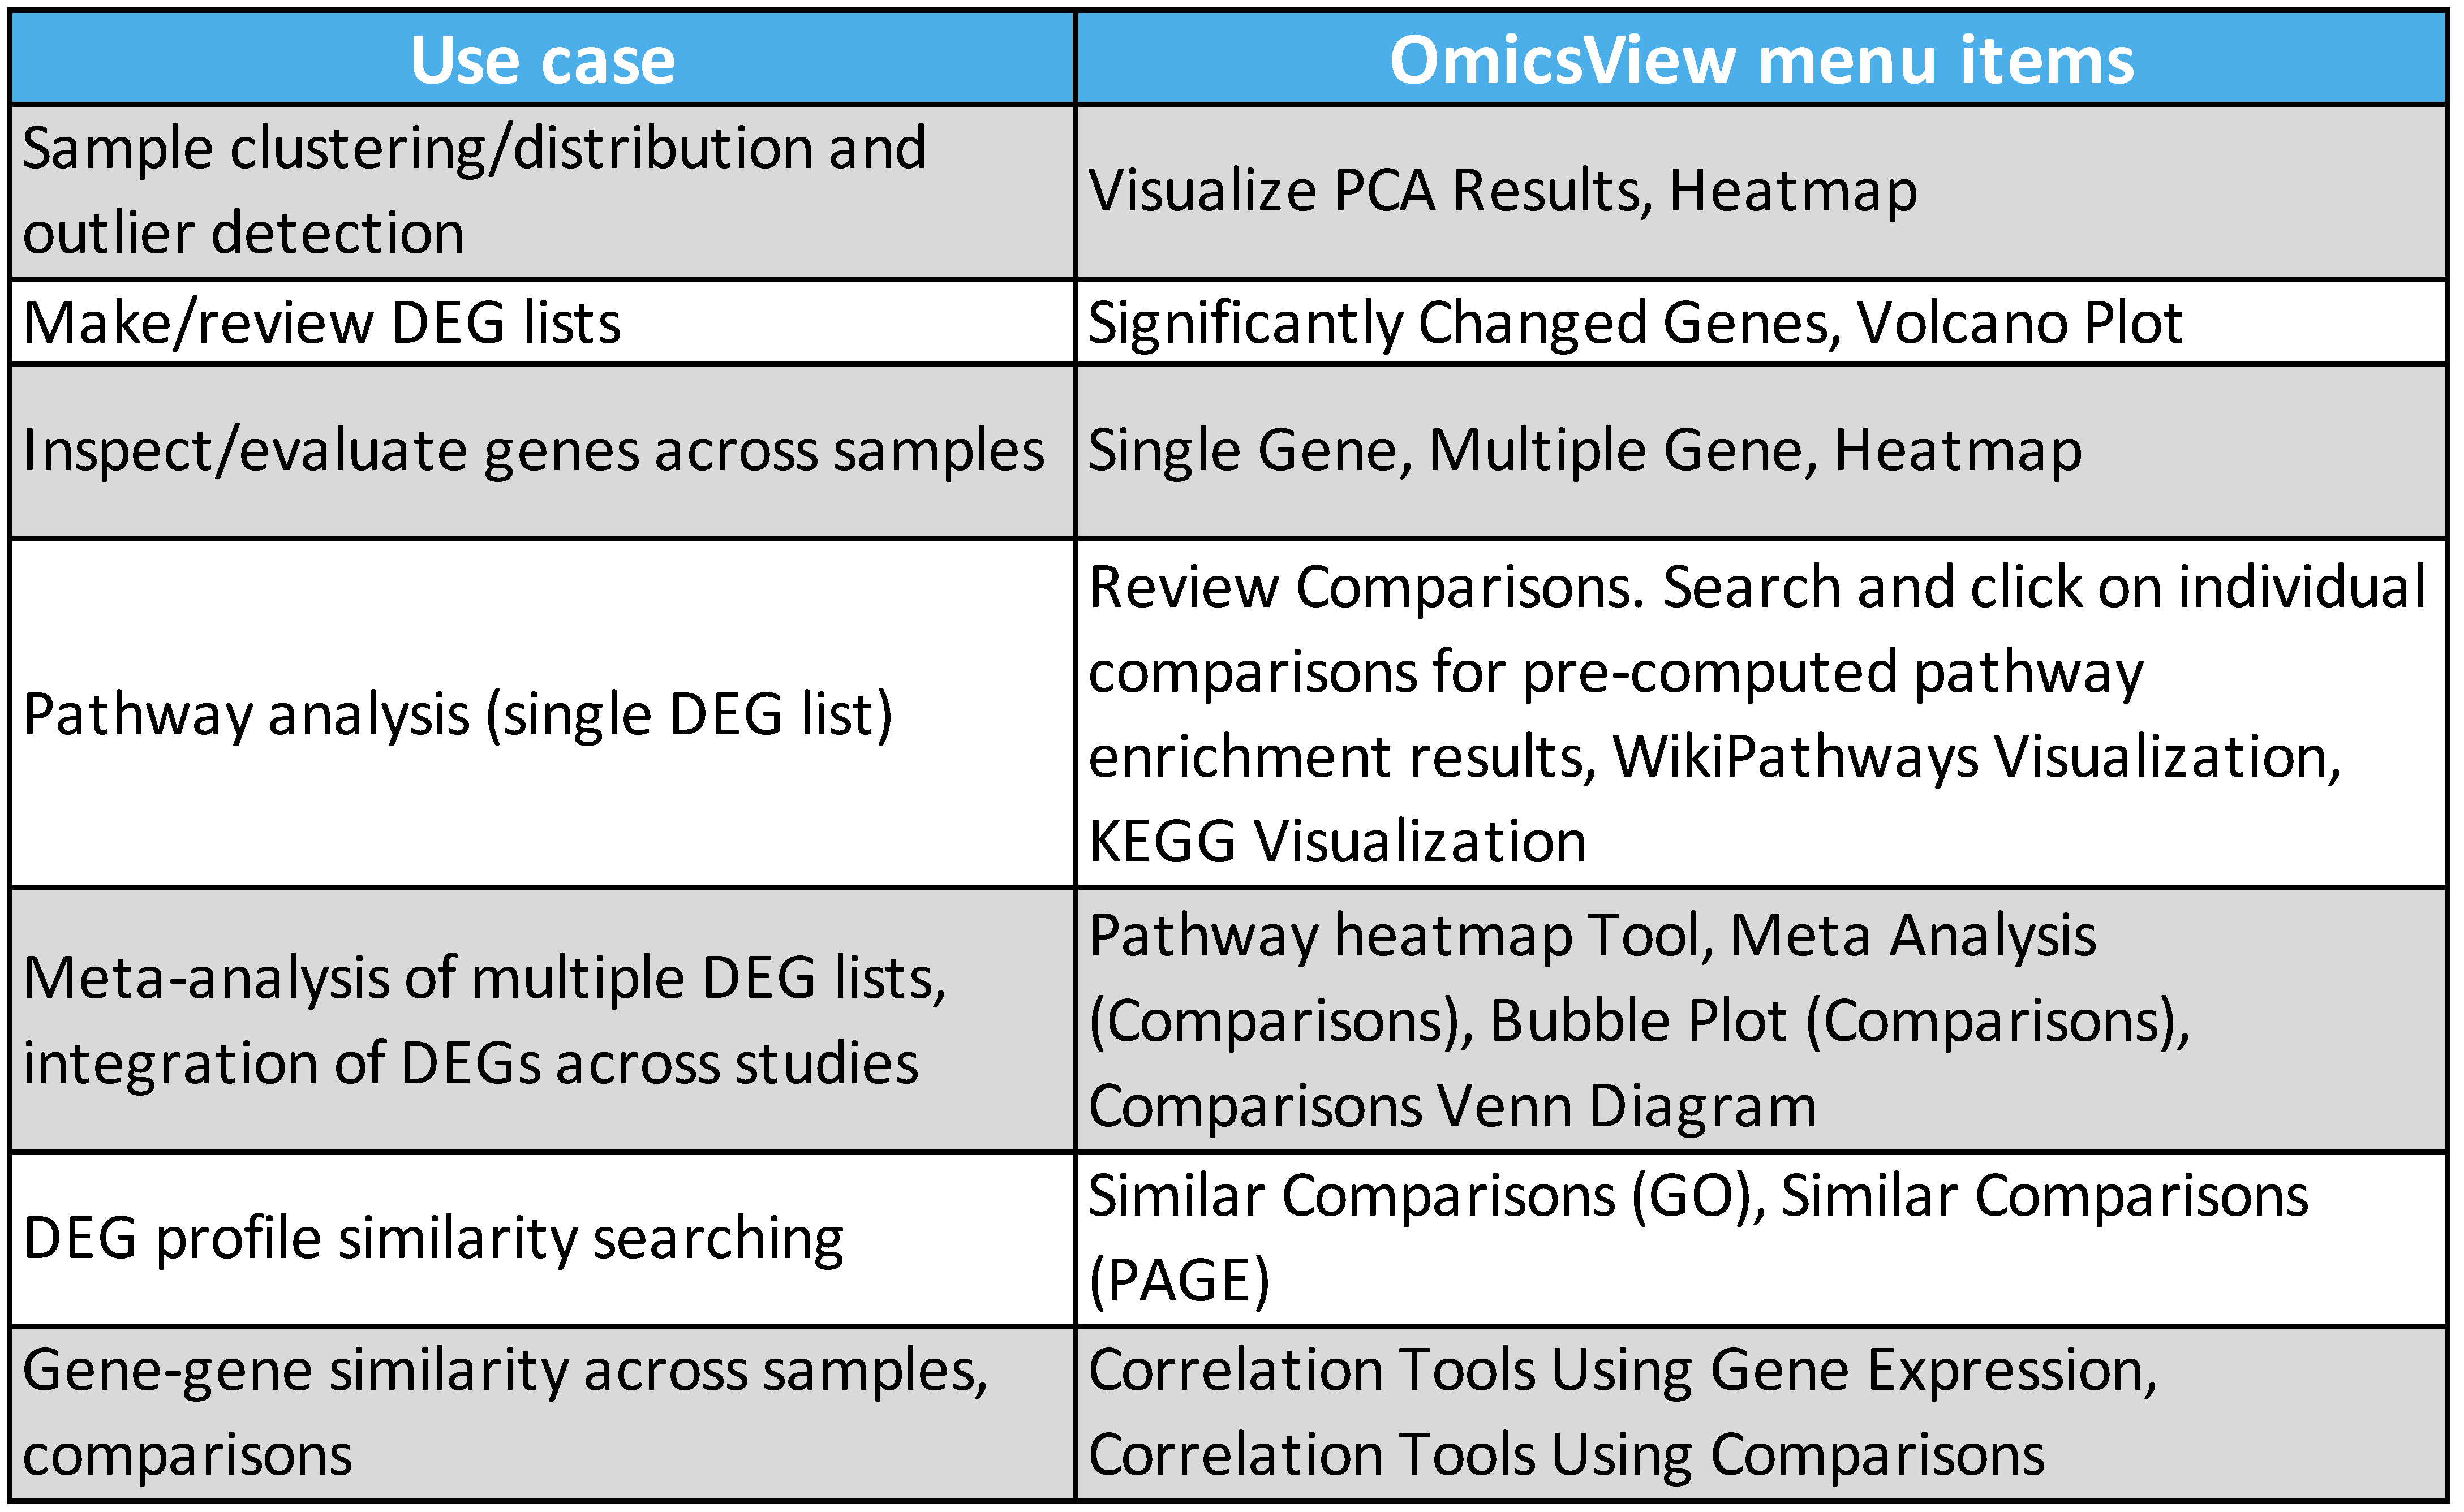 Use case
OmicsView menu items
Sample clustering/distribution and
outlier detection
Visualize PCA Results, Heatmap
Make/review DEG lists
Significantly Changed Genes, Volcano Plot
Inspect/evaluate genes across samples
Single Gene, Multiple Gene, Heatmap
Pathway analysis (single DEG list)
Review Comparisons. Search and click on individual
comparisons for pre-computed pathway
enrichment results, WikiPathways Visualization,
KEGG Visualization
Meta-analysis of multiple DEG lists,
integration of DEGs across studies
Pathway heatmap Tool, Meta Analysis
(Comparisons), Bubble Plot (Comparisons),
Comparisons Venn Diagram
DEG profile similarity searching
Similar Comparisons (GO), Similar Comparisons
(PAGE)
Gene-gene similarity across samples,
comparisons
Correlation Tools Using Gene Expression,
Correlation Tools Using Comparisons